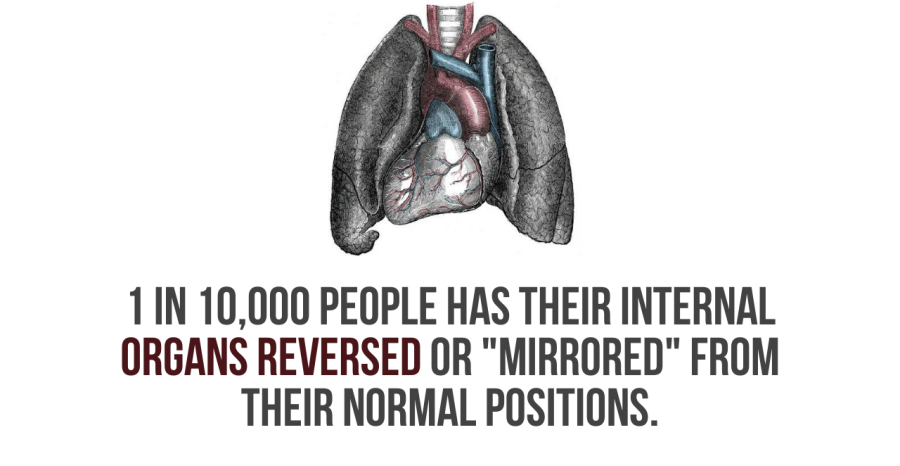 1 IN 10,000 PEOPLE HAS THEIR INTERNAL
ORGANS REVERSED OR "MIRRORED" FROM
THEIR NORMAL POSITIONS.